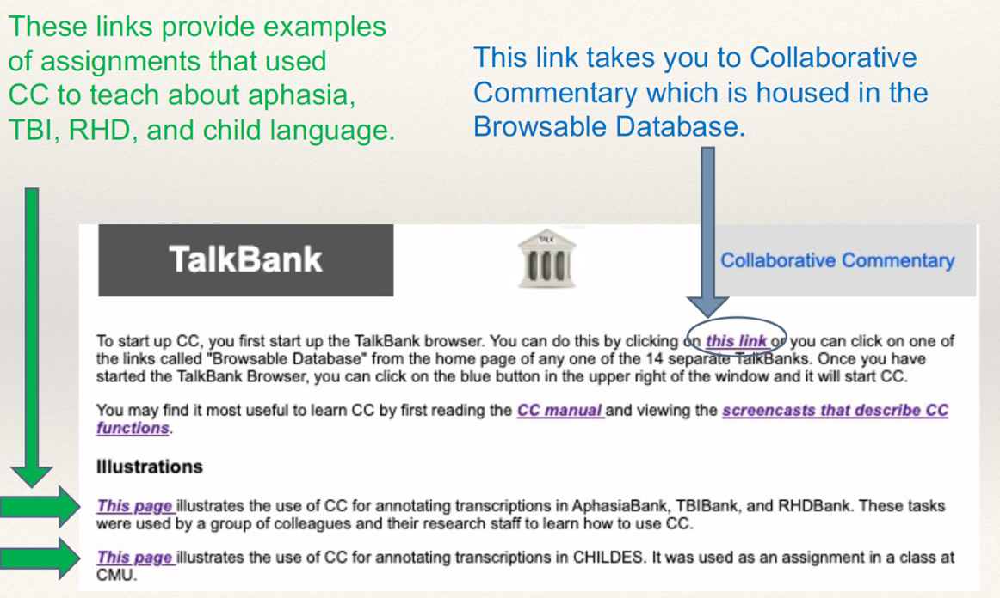 These links provide examples
of assignments that used
CC to teach about aphasia,
TBI, RHD, and child language.
This link takes you to Collaborative
Commentary which is housed in the
Browsable Database.
TalkBank
TALK
Collaborative Commentary
To start up CC, you first start up the TalkBank browser. You can do this by clicking on this link or you can click on one of
the links called "Browsable Database" from the home page of any one of the 14 separate TalkBanks. Once you have
started the TalkBank Browser, you can click on the blue button in the upper right of the window and it will start CC.
You may find it most useful to learn CC by first reading the CC manual and viewing the screencasts that describe CC
functions.
Illustrations
This page illustrates the use of CC for annotating transcriptions in AphasiaBank, TBIBank, and RHDBank. These tasks
were used by a group of colleagues and their research staff to learn how to use CC.
This page illustrates the use of CC for annotating transcriptions in CHILDES. It was used as an assignment in a class at
CMU.